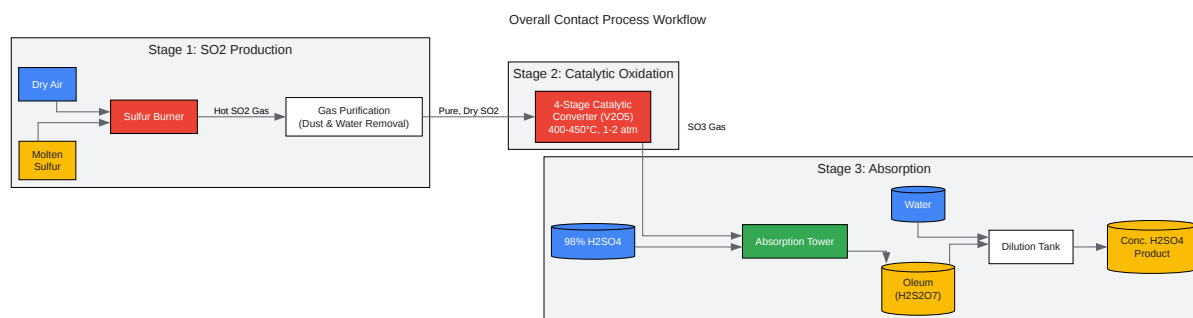 Overall Contact Process Workflow
Stage 1: SO2 Production
Dry Air
Molten
Sulfur
Sulfur Burner
Hot SO2 Gas
Gas Purification
(Dust & Water Removal)
Pure, Dry SO2
Stage 2: Catalytic Oxidation
4-Stage Catalytic
Converter (V2O5)
400-450°C, 1-2 atm
SO3 Gas
Stage 3: Absorption
98% H2SO4
Absorption Tower
Water
Oleum
(H2S2O7)
Dilution Tank
Conc. H2SO4
Product